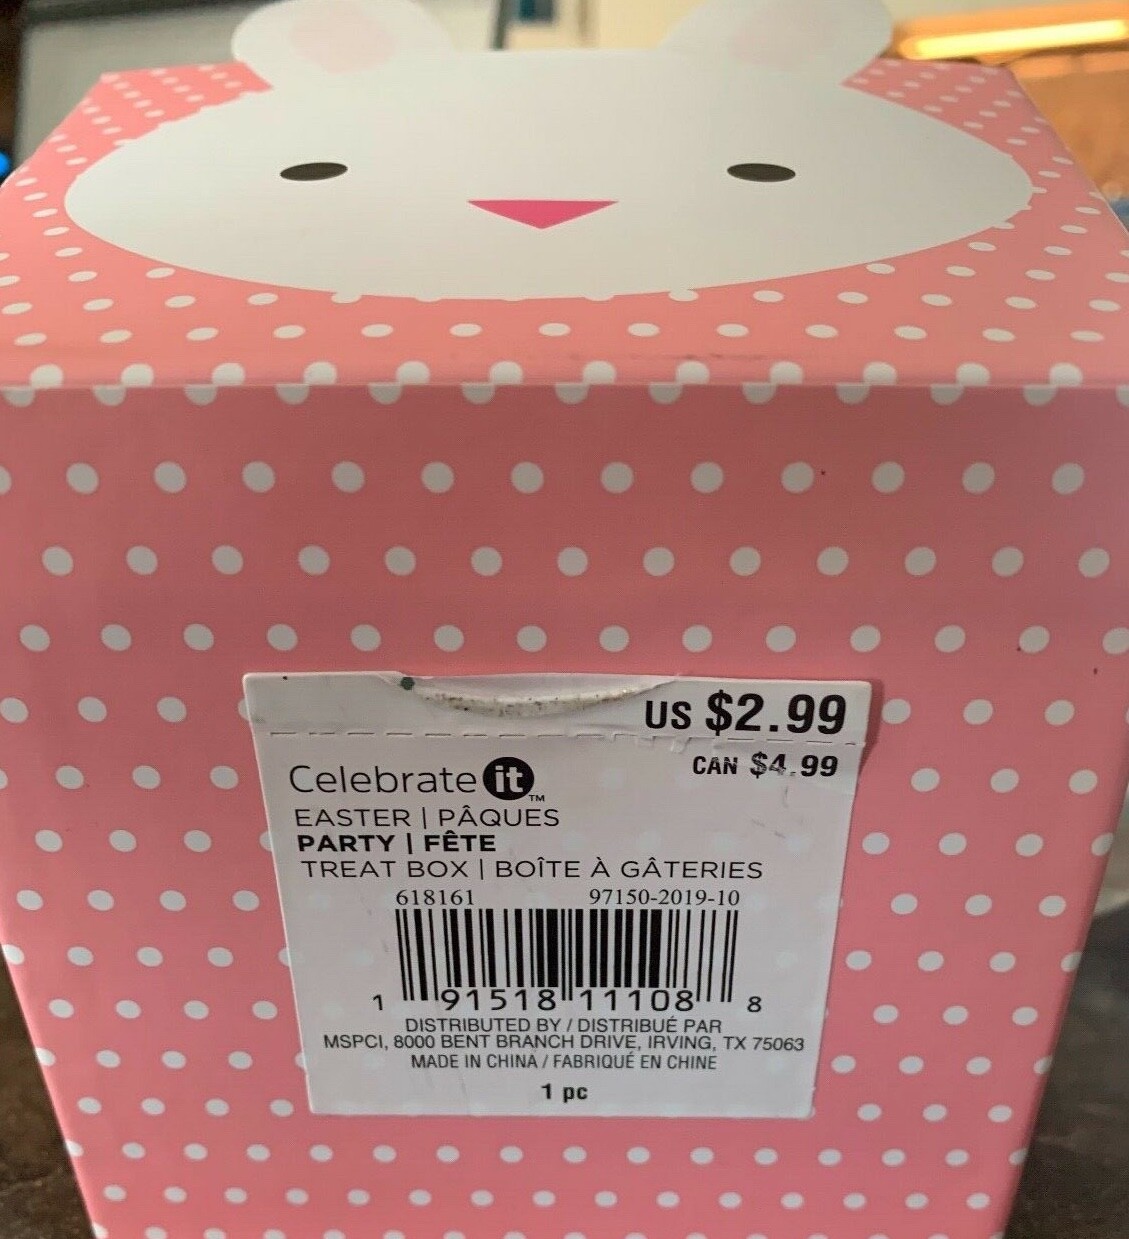 US $2.99
CAN $4.99
Celebrate it™
EASTER | PÂQUES
PARTY | FÊTE
TREAT BOX | BOÎTE À GÂTERIES
618161 97150-2019-10
1 91518 11108 8
DISTRIBUTED BY / DISTRIBUÉ PAR
MSPCI, 8000 BENT BRANCH DRIVE, IRVING, TX 75063
MADE IN CHINA / FABRIQUÉ EN CHINE
1 pc